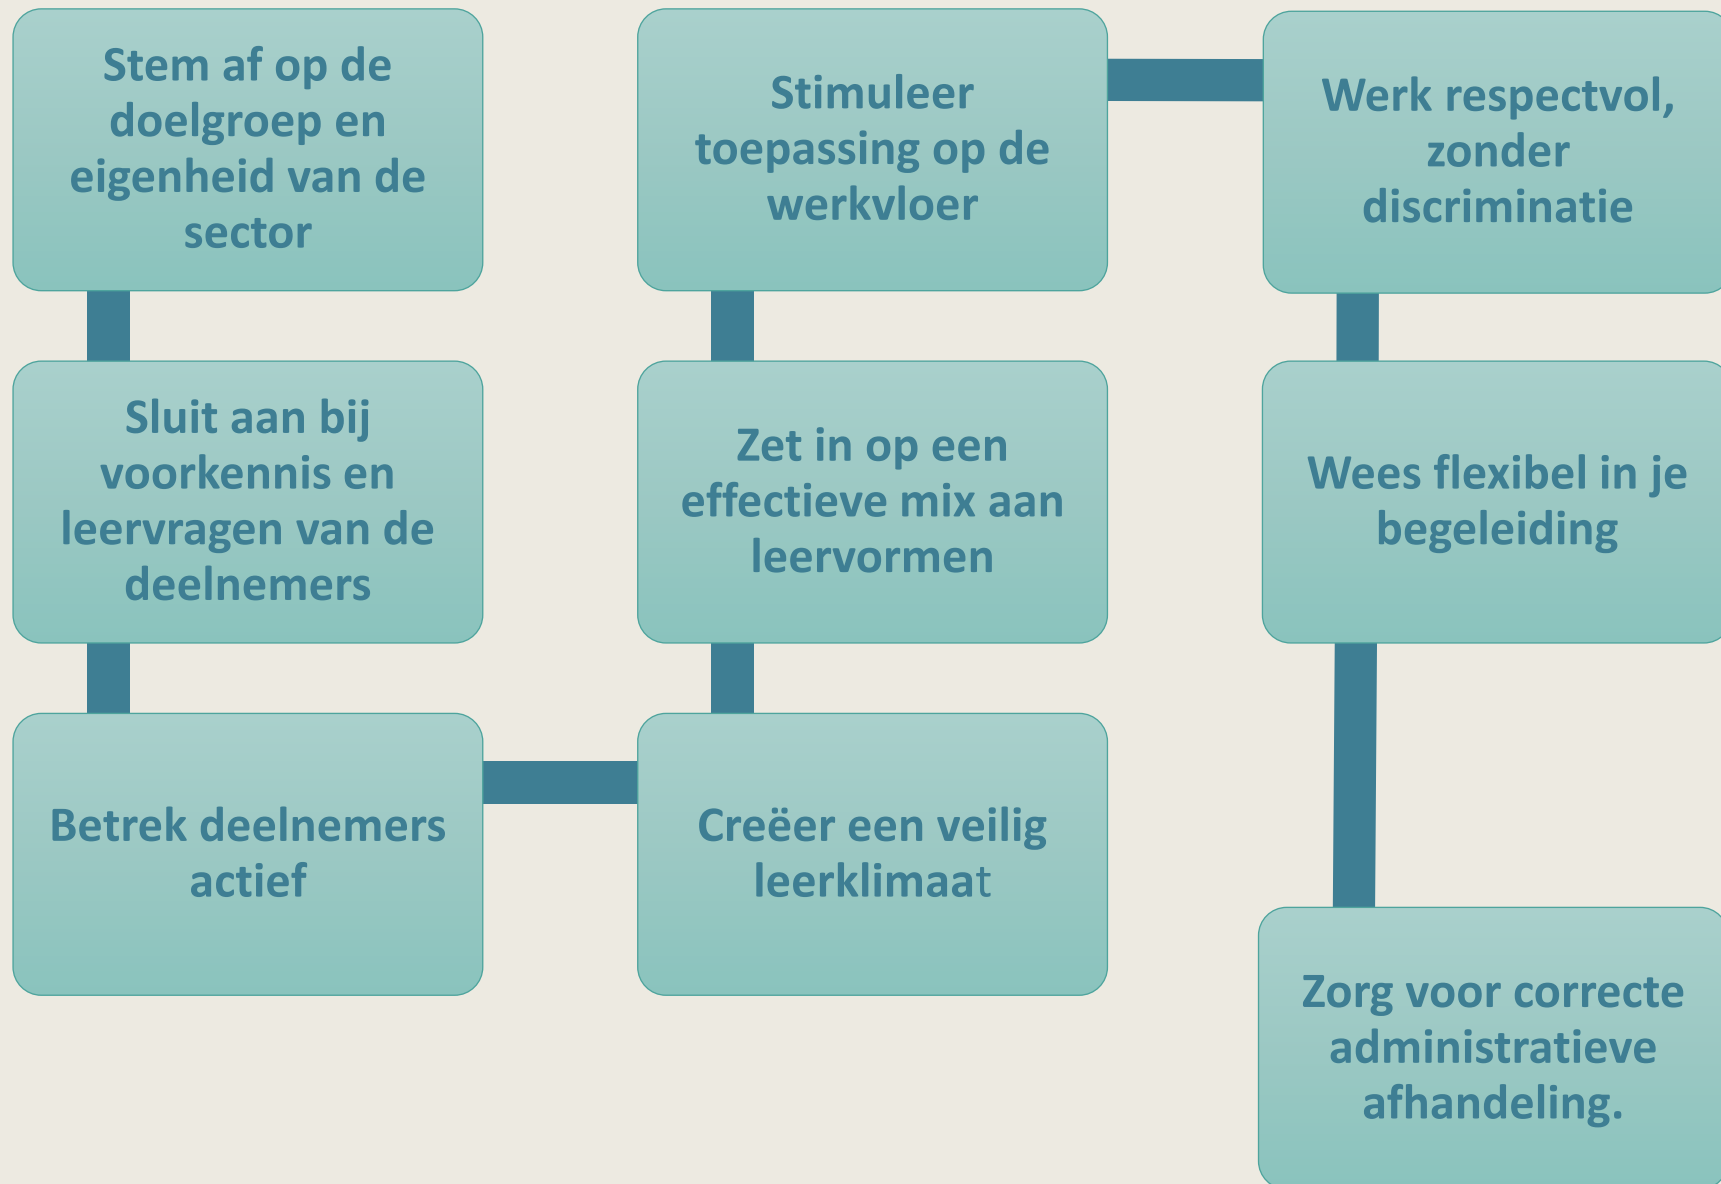 Stem af op de
doelgroep en
eigenheid van de
sector
Sluit aan bij
voorkennis en
leervragen van de
deelnemers
Betrek deelnemers
actief
Creëer een veilig
leerklimaat
Zet in op een
effectieve mix aan
leervormen
Stimuleer
toepassing op de
werkvloer
Werk respectvol,
zonder
discriminatie
Wees flexibel in je
begeleiding
Zorg voor correcte
administratieve
afhandeling.